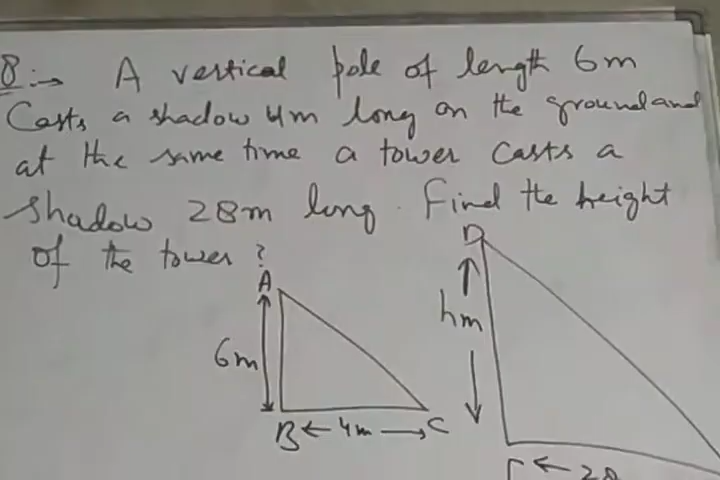 8:→ A vertical pole of length 6m
Casts a shadow 4m long on the ground and
at the same time a tower casts a
shadow 28m long. Find the height
of the tower ?
D
A
hm
6m
B ← 4m → C
← 28